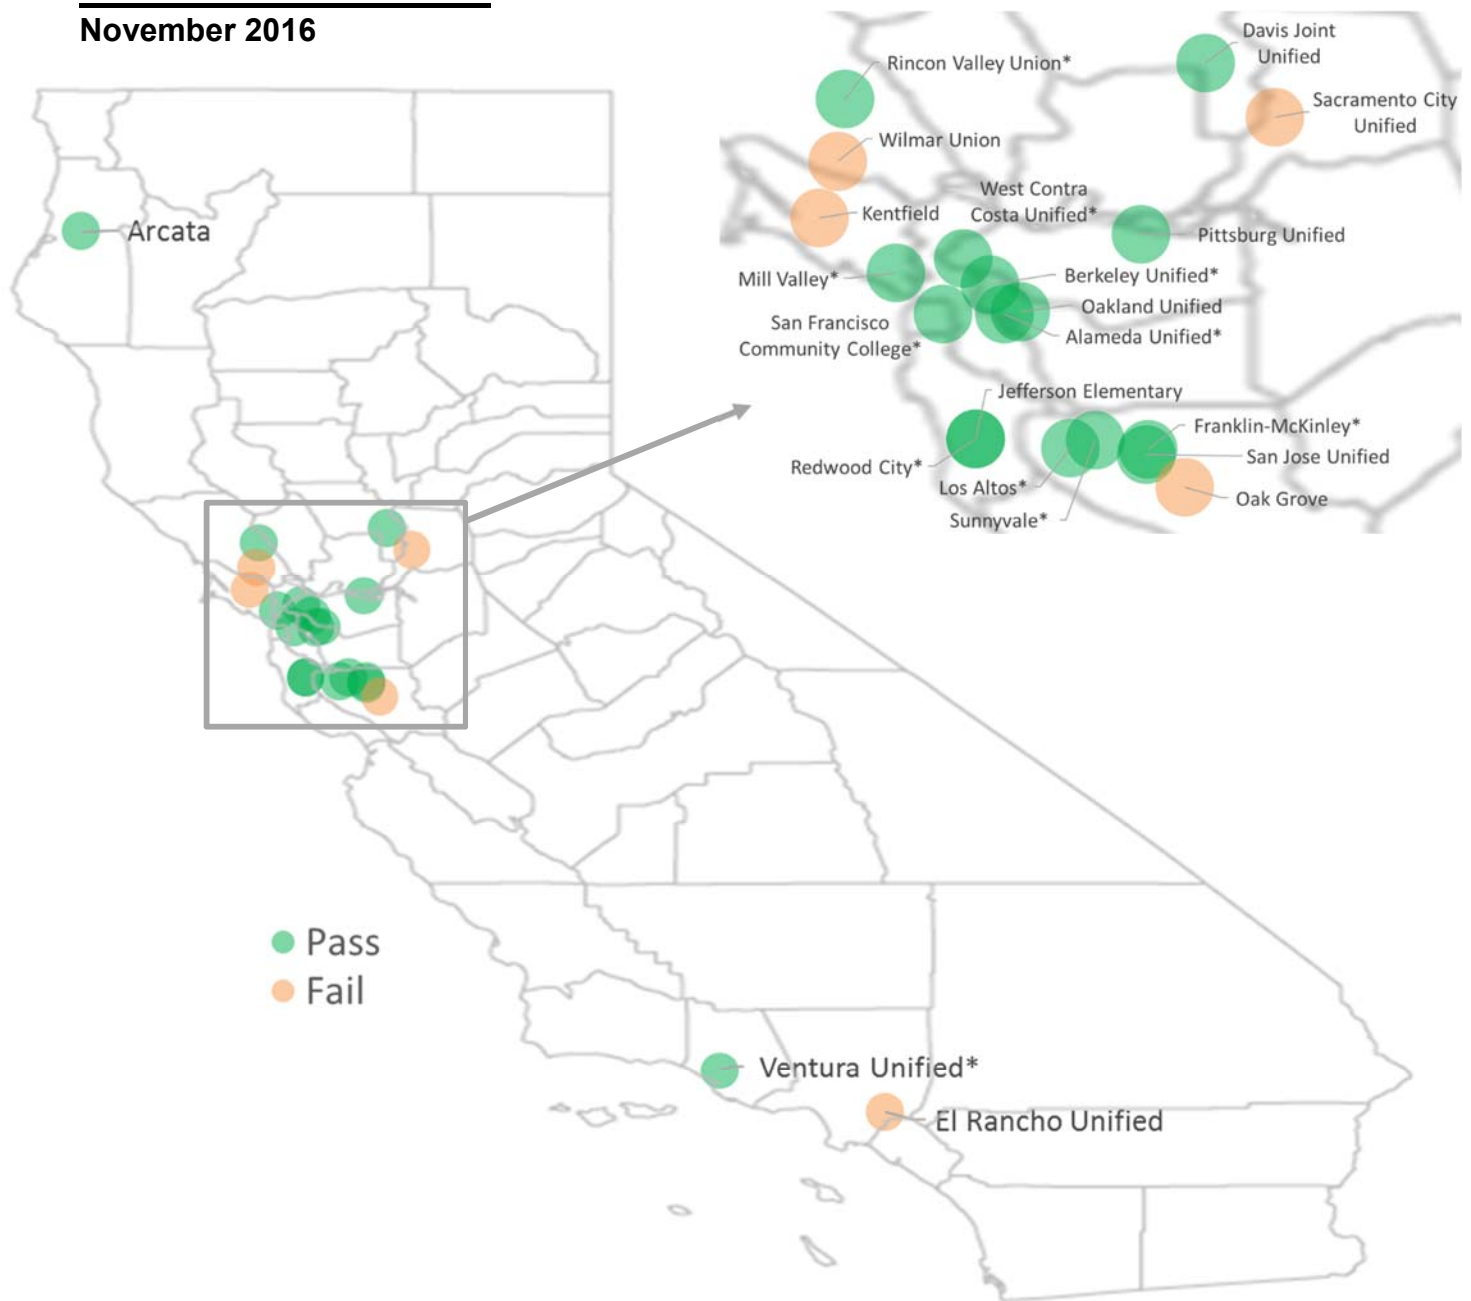 November 2016
Davis Joint
Unified
Rincon Valley Union*
Sacramento City
Unified
Wilmar Union
West Contra
Costa Unified*
Kentfield
Arcata
Pittsburg Unified
Mill Valley*
Berkeley Unified*
Oakland Unified
San Francisco
Community College*
Alameda Unified*
Jefferson Elementary
Franklin-McKinley*
San Jose Unified
Redwood City*
Los Altos*
Oak Grove
Sunnyvale*
Pass
Fail
Ventura Unified*
El Rancho Unified